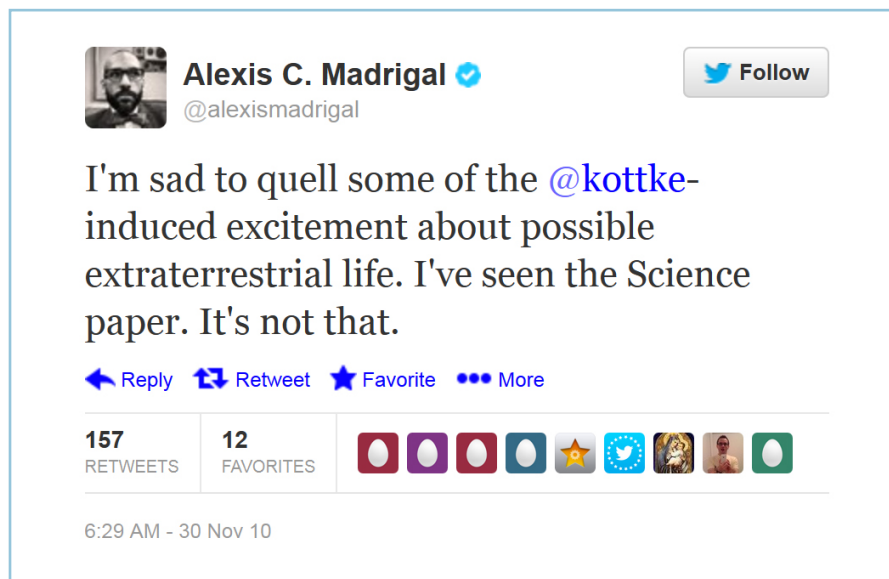 Alexis C. Madrigal
@alexismadrigal
Follow
I'm sad to quell some of the @kottke-
induced excitement about possible
extraterrestrial life. I've seen the Science
paper. It's not that.
Reply Retweet Favorite More
157 12
RETWEETS FAVORITES
6:29 AM - 30 Nov 10